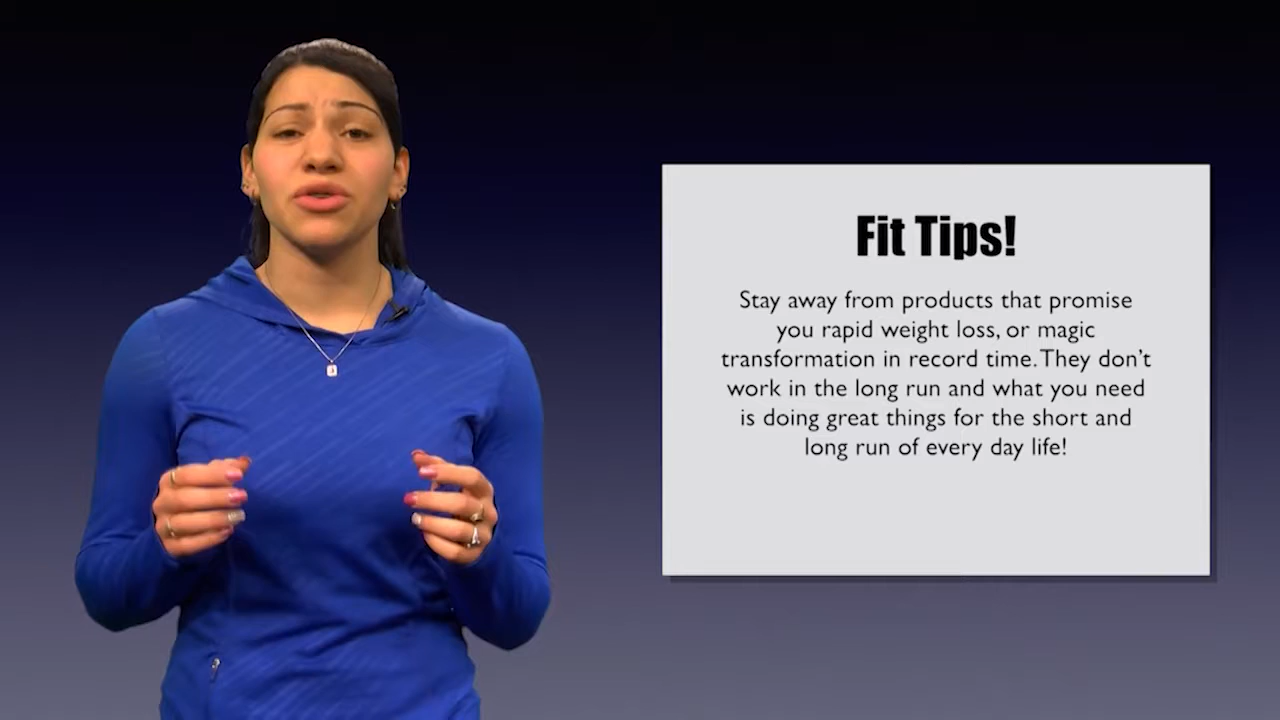 Fit Tips!
Stay away from products that promise
you rapid weight loss, or magic
transformation in record time. They don't
work in the long run and what you need
is doing great things for the short and
long run of every day life!